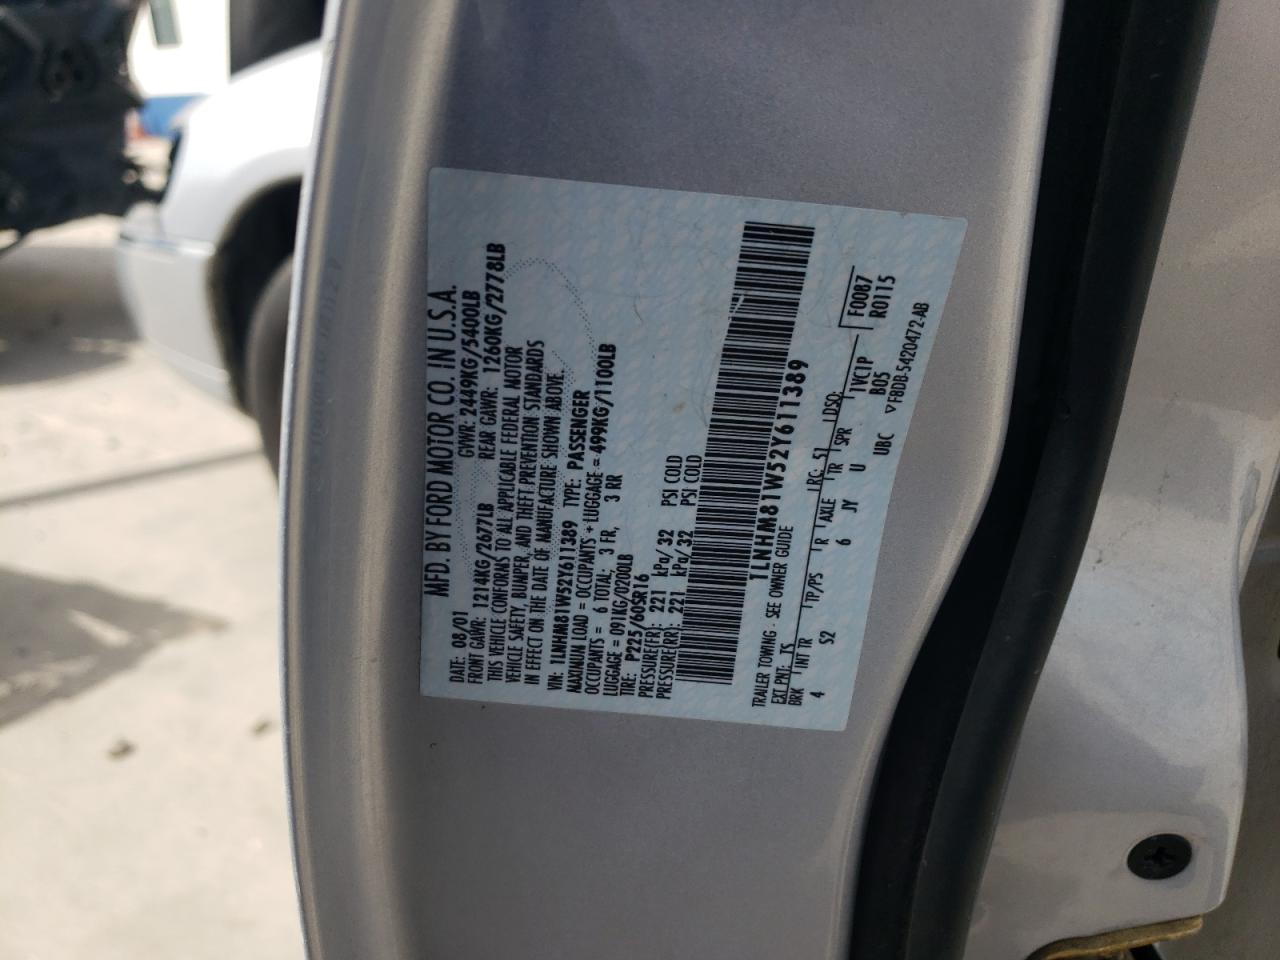 MFD. BY FORD MOTOR CO. IN U.S.A.
DATE: 08/01 GVWR: 2449KG/5400LB
FRONT GAWR: 1214KG/2677LB REAR GAWR: 1260KG/2778LB
THIS VEHICLE CONFORMS TO ALL APPLICABLE FEDERAL MOTOR
VEHICLE SAFETY, BUMPER, AND THEFT PREVENTION STANDARDS
IN EFFECT ON THE DATE OF MANUFACTURE SHOWN ABOVE.
VIN: 1LNHM81W52Y611389 TYPE: PASSENGER
MAXIMUM LOAD = OCCUPANTS + LUGGAGE = 499KG/1100LB
OCCUPANTS = 6 TOTAL: 3 FR, 3 RR
LUGGAGE = 091KG/0200LB
TIRE: P225/60SR16
PRESSURE(FR): 221 kPa/32 PSI COLD
PRESSURE(RR): 221 kPa/32 PSI COLD
1LNHM81W52Y611389
TRAILER TOWING - SEE OWNER GUIDE
EXT PNT: TS RC: 51 DSO: F0087
BRK INT TR TP/PS R AXLE TR SPR 1VC1P R0115
4 S2 6 JY U B05
UBC ▽F8DB-5420472-AB